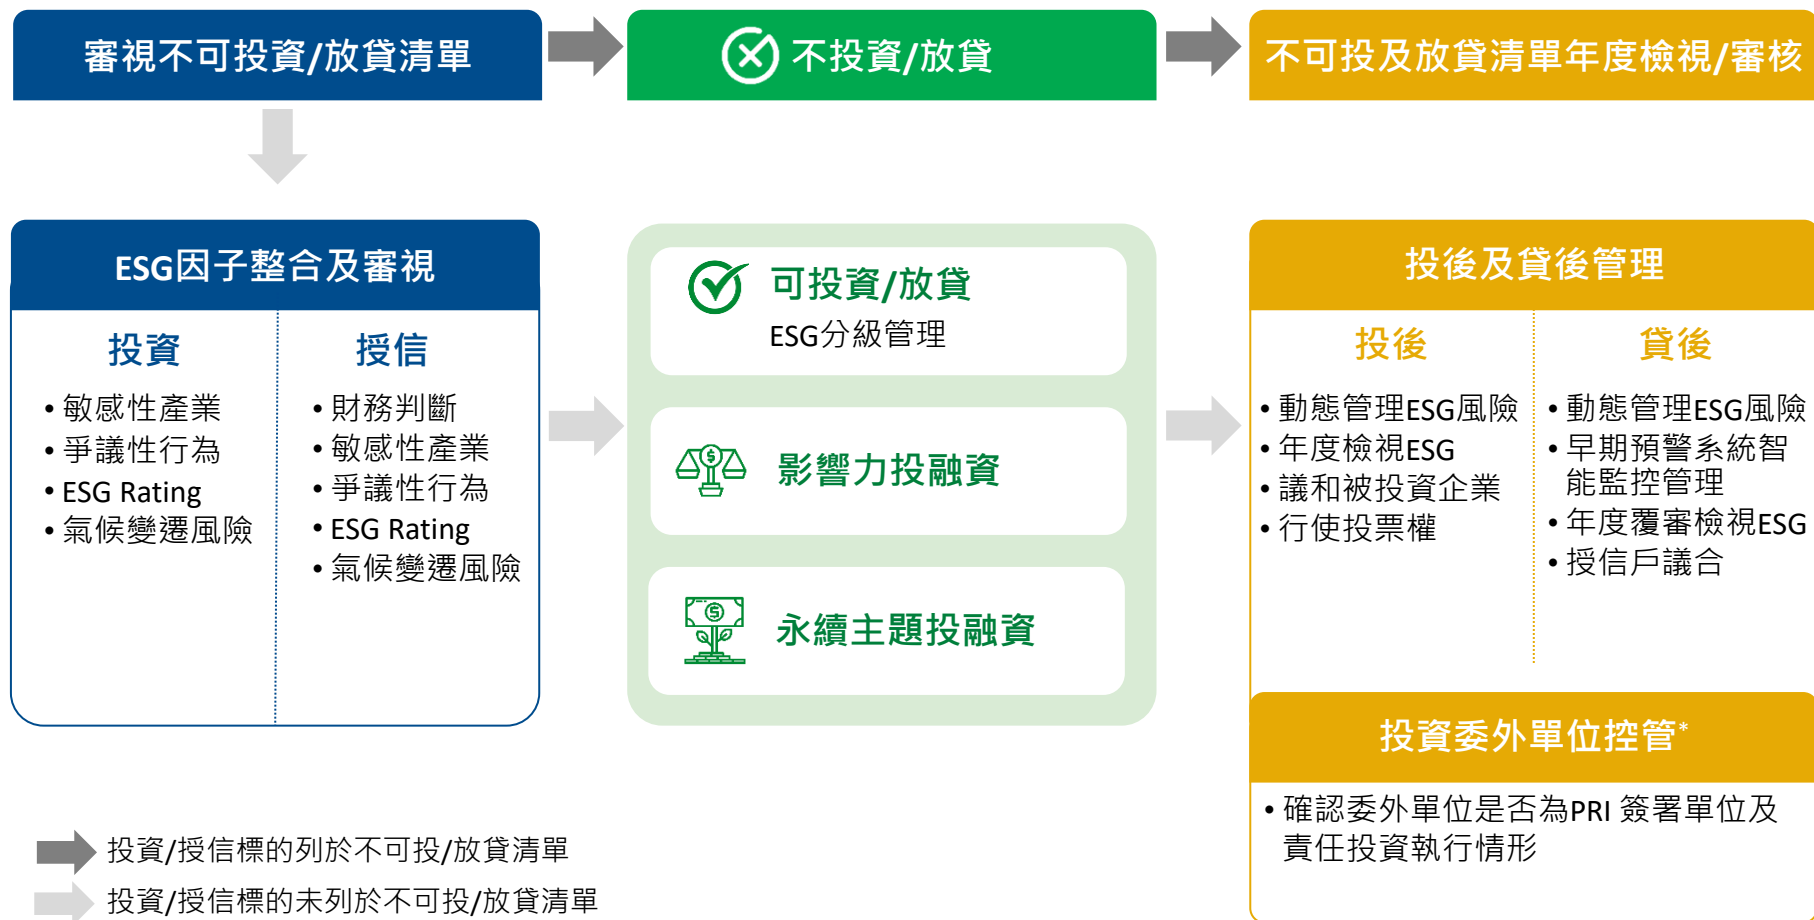 審視不可投資/放貸清單
不投資/放貸
不可投及放貸清單年度檢視/審核
ESG因子整合及審視
投資
• 敏感性產業
• 爭議性行為
• ESG Rating
• 氣候變遷風險
授信
• 財務判斷
• 敏感性產業
• 爭議性行為
• ESG Rating
• 氣候變遷風險
可投資/放貸
ESG分級管理
影響力投融資
永續主題投融資
投後及貸後管理
投後
• 動態管理ESG風險
• 年度檢視ESG
• 議和被投資企業
• 行使投票權
貸後
• 動態管理ESG風險
• 早期預警系統智
能監控管理
• 年度覆審檢視ESG
• 授信戶議合
投資委外單位控管*
• 確認委外單位是否為PRI 簽署單位及
責任投資執行情形
投資/授信標的列於不可投/放貸清單
投資/授信標的未列於不可投/放貸清單